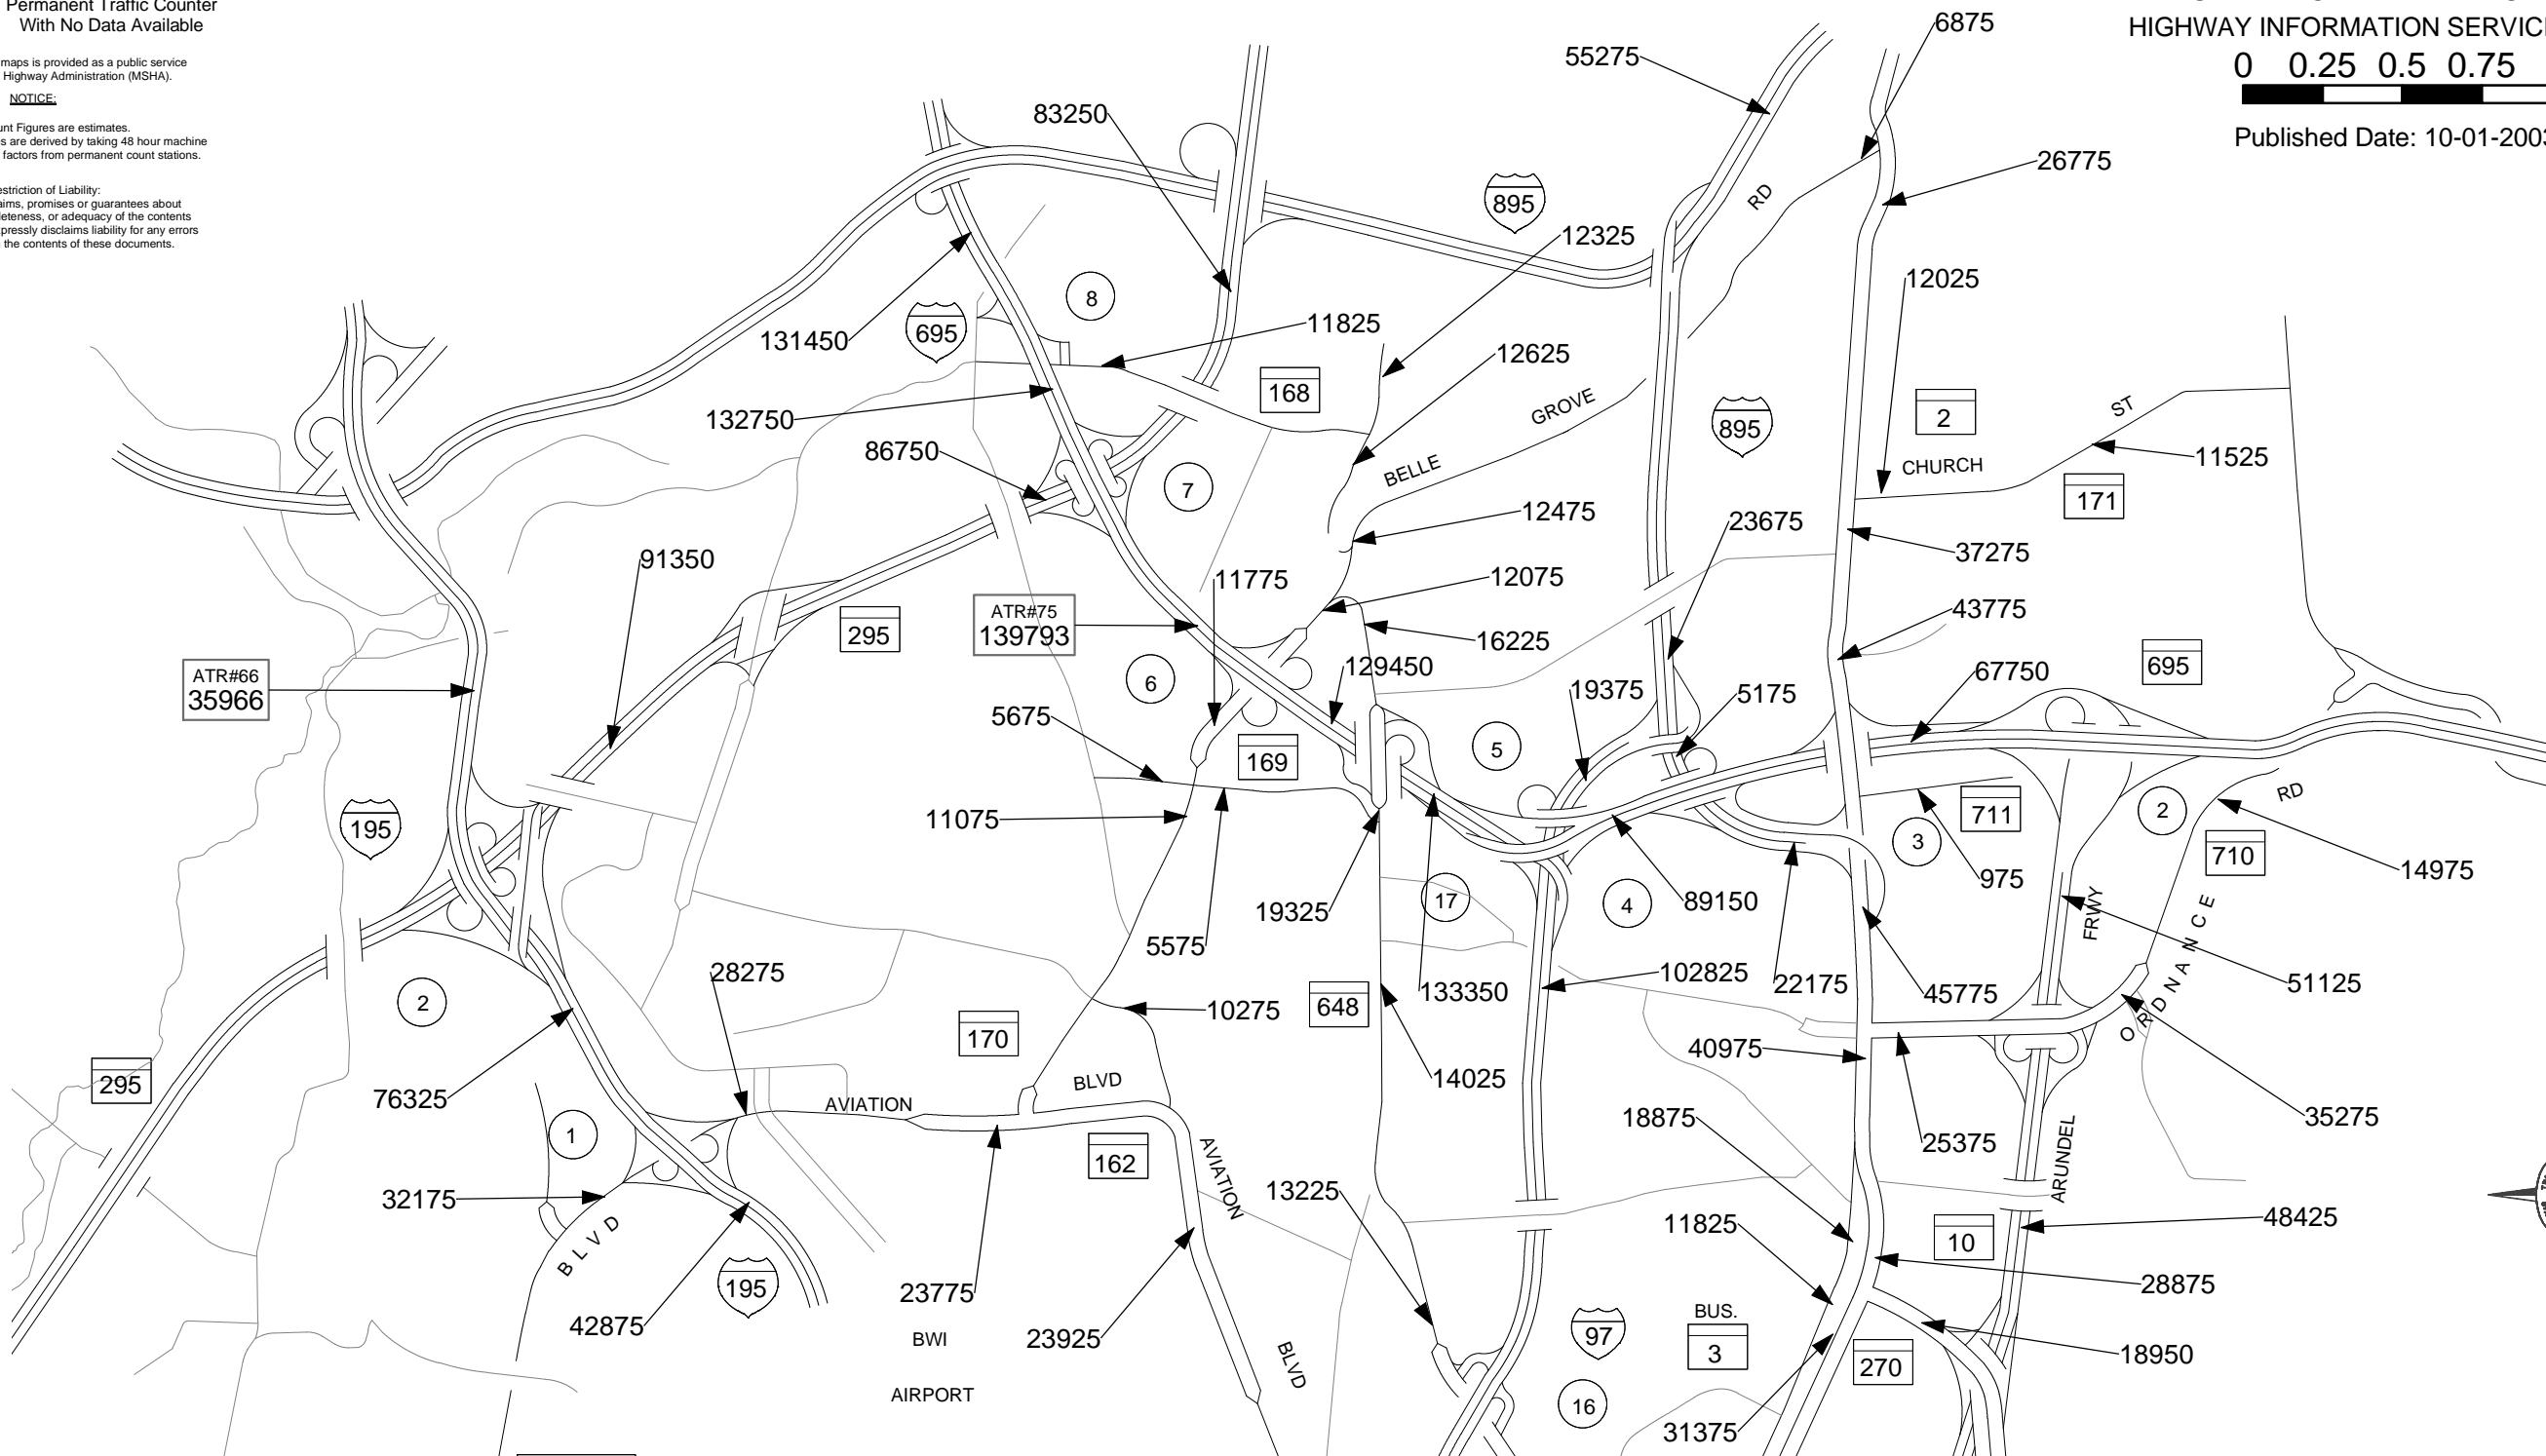 Permanent Traffic Counter
With No Data Available
maps is provided as a public service
Highway Administration (MSHA).
NOTICE:
unt Figures are estimates.
s are derived by taking 48 hour machine
factors from permanent count stations.
estriction of Liability:
aims, promises or guarantees about
leteness, or adequacy of the contents
xpressly disclaims liability for any errors
the contents of these documents.
HIGHWAY INFORMATION SERVIC
0 0.25 0.5 0.75
Published Date: 10-01-2003
6875
55275
83250
26775
895
RD
12325
12025
8
11825
131450
695
12625
168
GROVE
2
ST
132750
895
86750
BELLE
CHURCH
11525
7
171
12475
23675
37275
91350
11775
12075
ATR#75
139793
43775
295
16225
129450
695
67750
ATR#66
35966
6
19375
5175
5675
5
169
RD
711
2
195
11075
3
710
14975
975
17
19325
4
89150
FRWY
5575
28275
102825
22175
133350
45775
51125
2
10275
648
ORDNANCE
170
40975
295
76325
BLVD
14025
AVIATION
18875
35275
1
25375
162
AVIATION
ARUNDEL
32175
13225
11825
48425
BLVD
10
195
23775
28875
42875
BUS.
3
97
BWI
23925
BLVD
18950
270
AIRPORT
16
31375